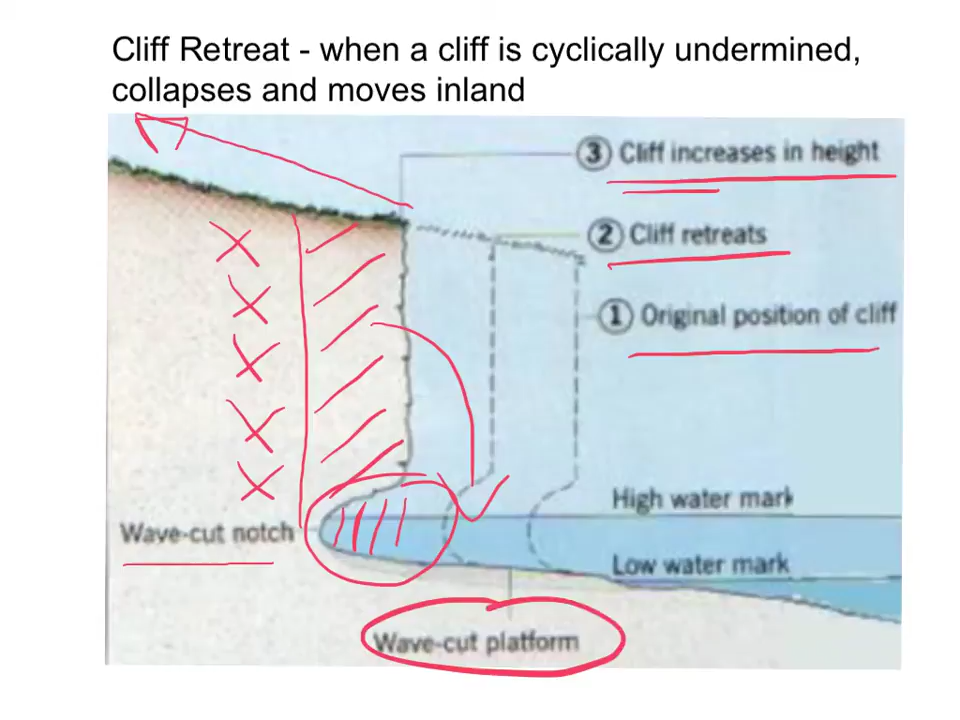 Cliff Retreat - when a cliff is cyclically undermined,
collapses and moves inland
③ Cliff increases in height
② Cliff retreats
① Original position of cliff
High water mark
Wave-cut notch
Low water mark
Wave-cut platform